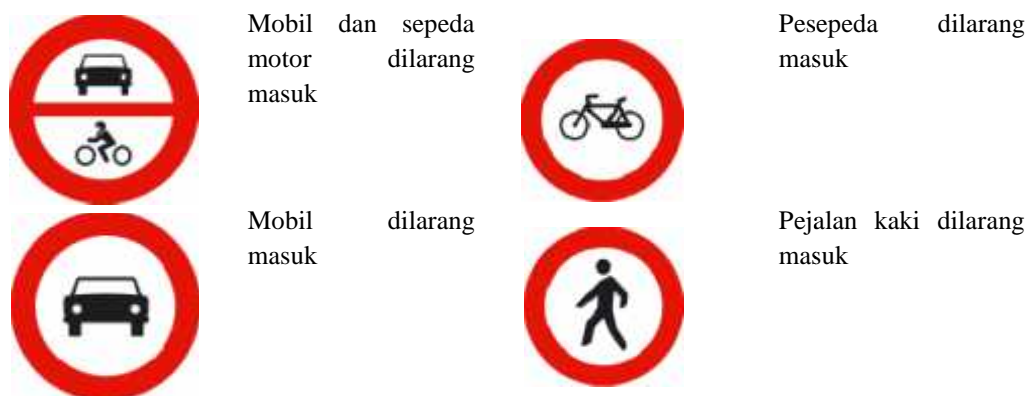 Mobil dan sepeda
motor dilarang
masuk
Pesepeda dilarang
masuk
Mobil dilarang
masuk
Pejalan kaki dilarang
masuk